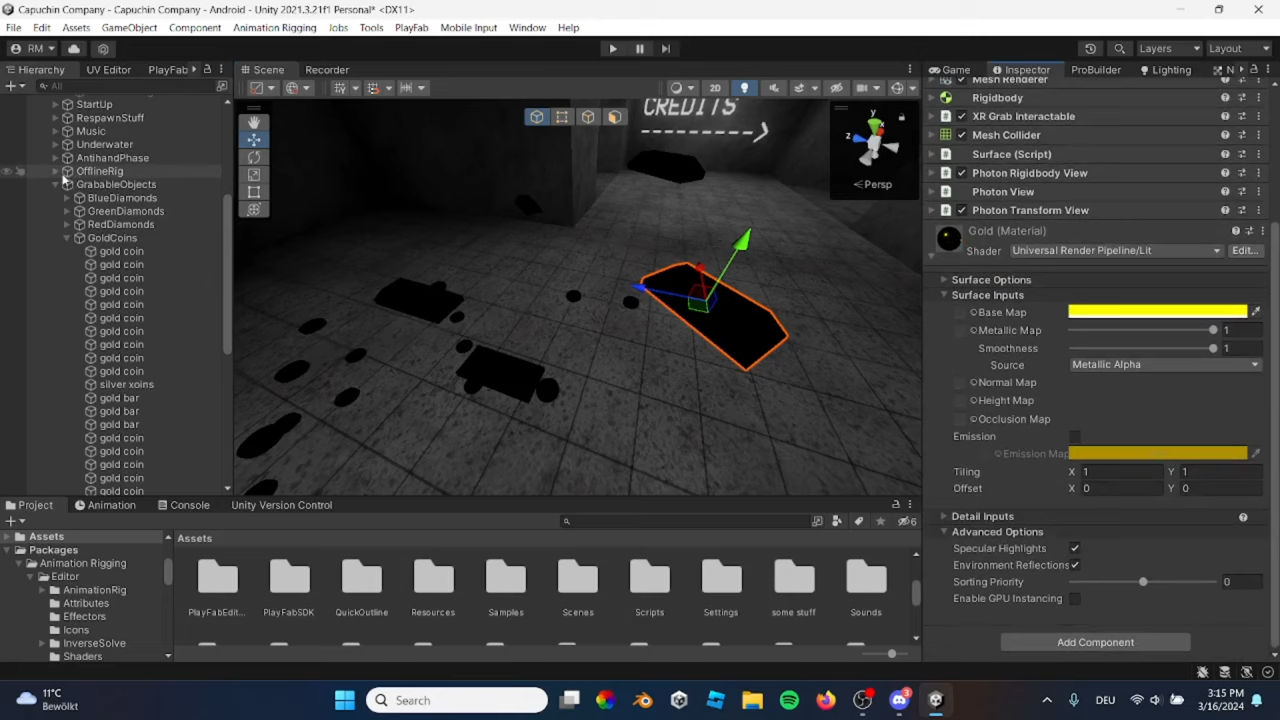 Capuchin Company - Capuchin Company - Android - Unity 2021.3.21f1 Personal* <DX11>
File Edit Assets GameObject Component Animation Rigging Jobs Tools PlayFab Mobile Input Window Help
RM Layers Layout
Hierarchy UV Editor PlayFab Scene Recorder Game Inspector ProBuilder Lighting N
All 2D
StartUp
RespawnStuff
Music
Underwater
AntihandPhase
OfflineRig
GrabableObjects
BlueDiamonds
GreenDiamonds
RedDiamonds
GoldCoins
gold coin
gold coin
gold coin
gold coin
gold coin
gold coin
gold coin
gold coin
gold coin
gold coin
silver xoins
gold bar
gold bar
gold bar
gold coin
gold coin
gold coin
gold coin
gold coin
CREDITS
y
x
z
Persp
Mesh Renderer
Rigidbody
XR Grab Interactable
Mesh Collider
Surface (Script)
Photon Rigidbody View
Photon View
Photon Transform View
Gold (Material)
Shader Universal Render Pipeline/Lit Edit...
Surface Options
Surface Inputs
Base Map
Metallic Map 1
Smoothness 1
Source Metallic Alpha
Normal Map
Height Map
Occlusion Map
Emission
Emission Map
Tiling X 1 Y 1
Offset X 0 Y 0
Detail Inputs
Advanced Options
Specular Highlights
Environment Reflections
Sorting Priority 0
Enable GPU Instancing
Add Component
Project Animation Console Unity Version Control
6
Assets
Packages
Animation Rigging
Editor
AnimationRig
Attributes
Effectors
Icons
InverseSolve
Shaders
Assets
PlayFabEdit... PlayFabSDK QuickOutline Resources Samples Scenes Scripts Settings some stuff Sounds
11°C
Bewölkt
Search
3
DEU
3:15 PM
3/16/2024